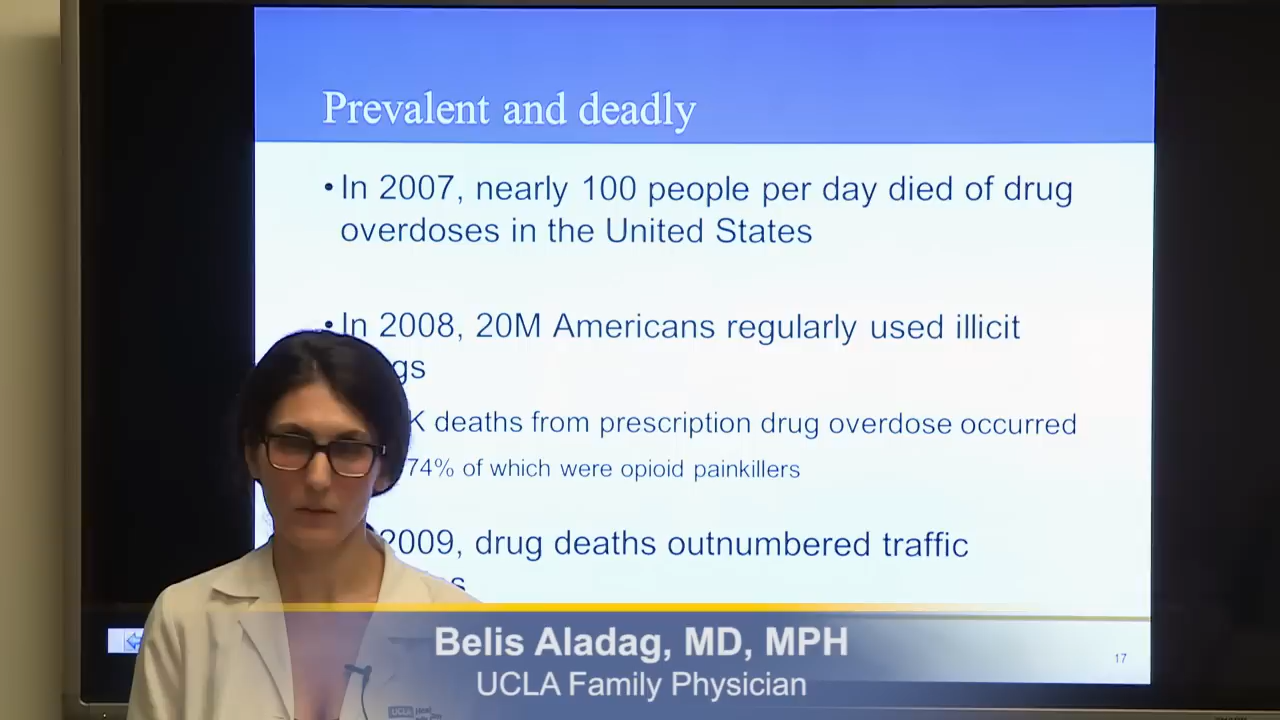 Prevalent and deadly
• In 2007, nearly 100 people per day died of drug
overdoses in the United States
• In 2008, 20M Americans regularly used illicit
gs
K deaths from prescription drug overdose occurred
74% of which were opioid painkillers
2009, drug deaths outnumbered traffic
s
Belis Aladag, MD, MPH
UCLA Family Physician
17
UCLA